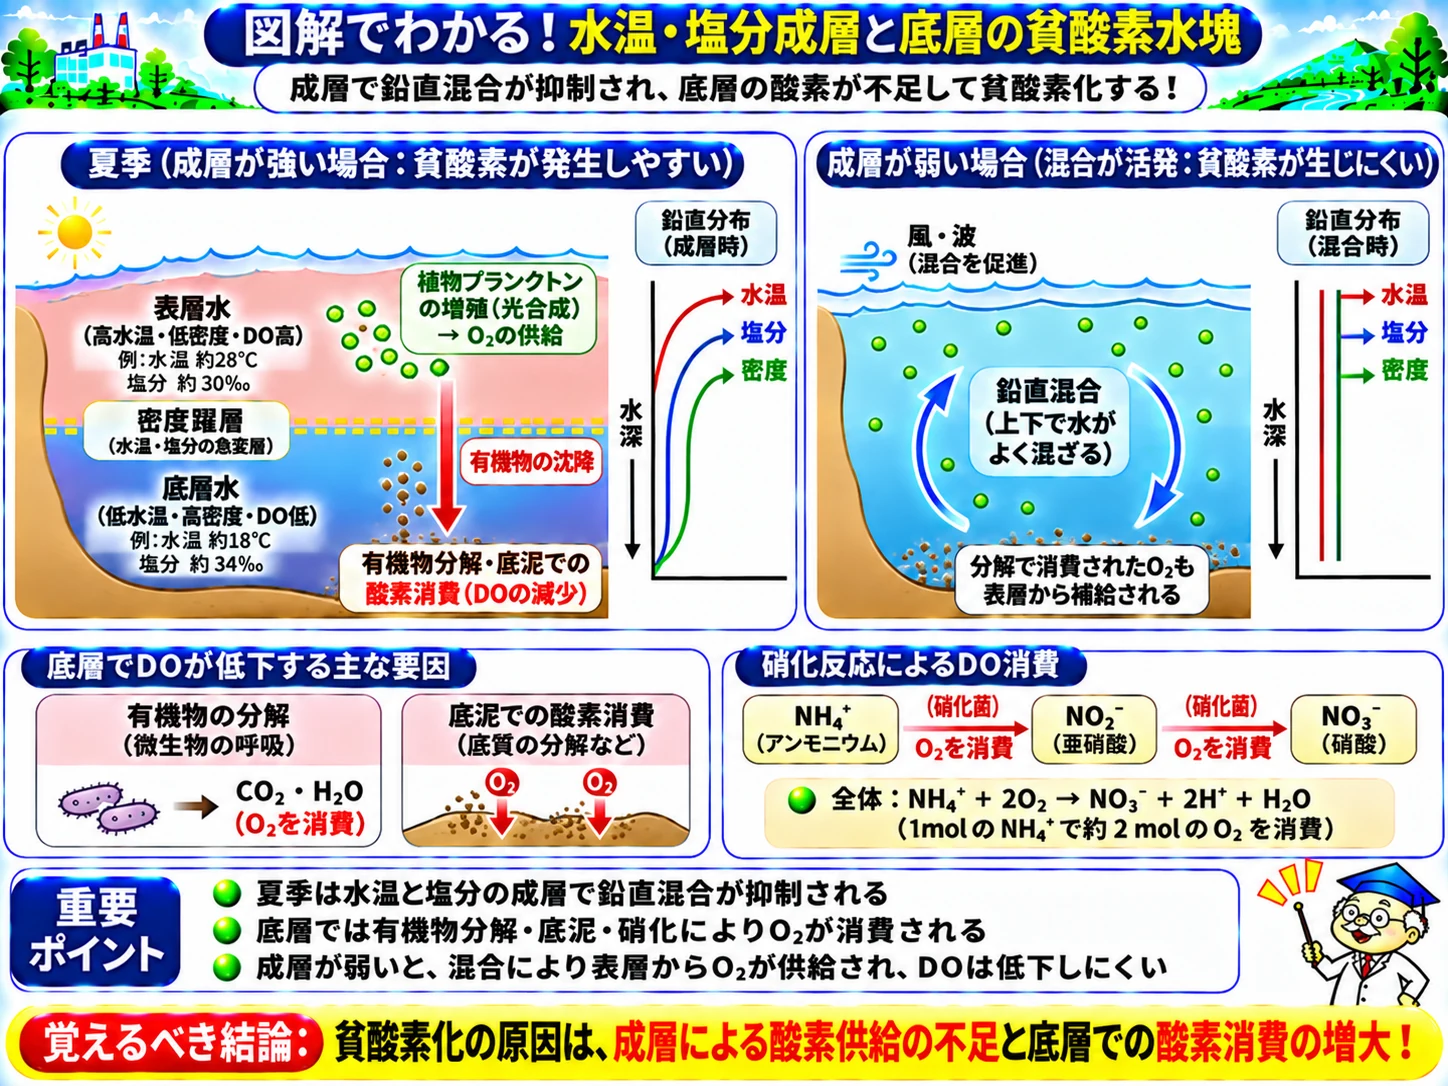 図解でわかる！水温・塩分成層と底層の貧酸素水塊
成層で鉛直混合が抑制され、底層の酸素が不足して貧酸素化する！
夏季（成層が強い場合：貧酸素が発生しやすい）
表層水
（高水温・低密度・DO高）
例：水温 約28℃
塩分 約30‰
植物プランクトン
の増殖（光合成）
→ O₂の供給
密度躍層
（水温・塩分の急変層）
有機物の沈降
底層水
（低水温・高密度・DO低）
例：水温 約18℃
塩分 約34‰
有機物分解・底泥での
酸素消費（DOの減少）
鉛直分布
（成層時）
水温
塩分
密度
水深
成層が弱い場合（混合が活発：貧酸素が生じにくい）
風・波
（混合を促進）
鉛直混合
（上下で水が
よく混ざる）
分解で消費されたO₂も
表層から補給される
鉛直分布
（混合時）
水温
塩分
密度
水深
底層でDOが低下する主な要因
有機物の分解
（微生物の呼吸）
CO₂・H₂O
（O₂を消費）
底泥での酸素消費
（底質の分解など）
O₂
O₂
硝化反応によるDO消費
NH₄⁺
（アンモニウム）
（硝化菌）
O₂を消費
NO₂⁻
（亜硝酸）
（硝化菌）
O₂を消費
NO₃⁻
（硝酸）
全体：NH₄⁺ + 2O₂ → NO₃⁻ + 2H⁺ + H₂O
（1molの NH₄⁺で約 2 molの O₂ を消費）
重要
ポイント
夏季は水温と塩分の成層で鉛直混合が抑制される
底層では有機物分解・底泥・硝化によりO₂が消費される
成層が弱いと、混合により表層からO₂が供給され、DOは低下しにくい
覚えるべき結論：貧酸素化の原因は、成層による酸素供給の不足と底層での酸素消費の増大！